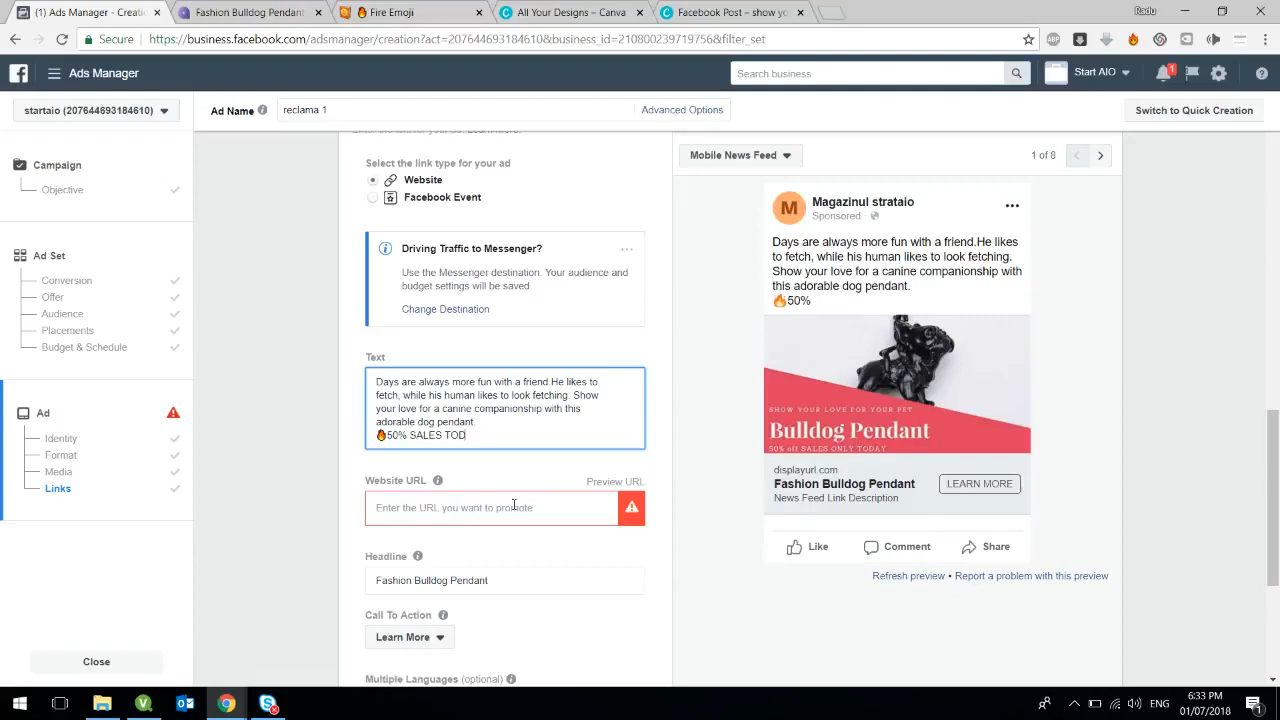 Ads Manager - Creation
Fashion Bulldog Pendant
Fire Emoji
All Your Designs – Canva
Facebook Post – show yo
Radu
Secure
https://business.facebook.com/adsmanager/creation?act=207644693184610&business_id=210800239719756&filter_set
ABP
Ads Manager
Search business
Start AIO
1
startaio (207644693184610)
Ad Name
reclama 1
Advanced Options
Switch to Quick Creation
Campaign
Objective
Ad Set
Conversion
Offer
Audience
Placements
Budget & Schedule
Ad
Identity
Format
Media
Links
Close
Select the link type for your ad
Website
Facebook Event
Driving Traffic to Messenger?
Use the Messenger destination. Your audience and
budget settings will be saved.
Change Destination
Text
Days are always more fun with a friend.He likes to
fetch, while his human likes to look fetching. Show
your love for a canine companionship with this
adorable dog pendant.
🔥50% SALES TOD
Website URL
Preview URL
Enter the URL you want to promote
Headline
Fashion Bulldog Pendant
Call To Action
Learn More
Multiple Languages (optional)
Mobile News Feed
1 of 8
M
Magazinul strataio
Sponsored ·
Days are always more fun with a friend.He likes
to fetch, while his human likes to look fetching.
Show your love for a canine companionship with
this adorable dog pendant.
🔥50%
SHOW YOUR LOVE FOR YOUR PET
Bulldog Pendant
50% off SALES ONLY TODAY
displayurl.com
Fashion Bulldog Pendant
News Feed Link Description
LEARN MORE
Like
Comment
Share
Refresh preview • Report a problem with this preview
ENG
6:33 PM
01/07/2018
1